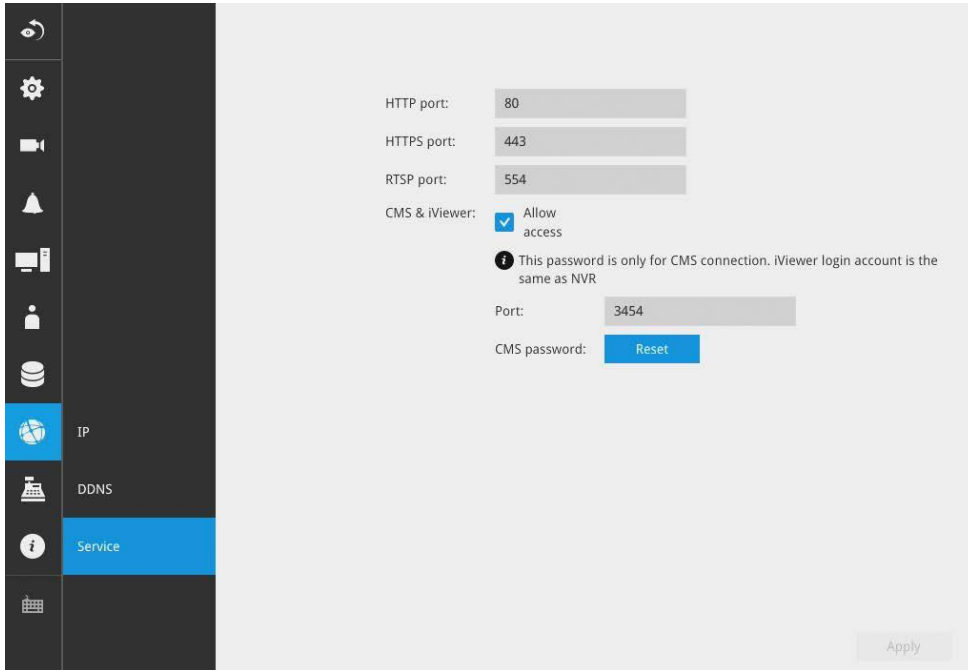 HTTP port: 80
HTTPS port: 443
RTSP port: 554
CMS & iViewer: Allow
access
i This password is only for CMS connection. iViewer login account is the
same as NVR
Port: 3454
CMS password: Reset
IP
DDNS
i Service
Apply